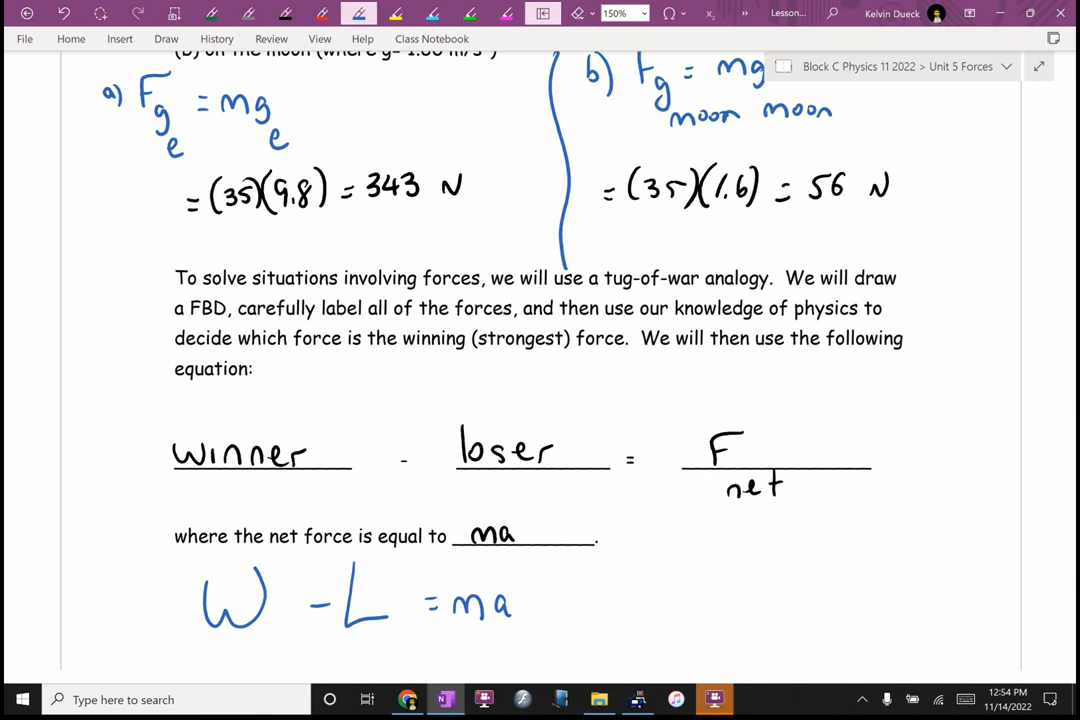 150%
Lesson...
Kelvin Dueck
File Home Insert Draw History Review View Help Class Notebook
Block C Physics 11 2022 > Unit 5 Forces
a) Fg e = mg e
= (35)(9.8) = 343 N
b) Fg moon = mg moon
= (35)(1.6) = 56 N
To solve situations involving forces, we will use a tug-of-war analogy. We will draw
a FBD, carefully label all of the forces, and then use our knowledge of physics to
decide which force is the winning (strongest) force. We will then use the following
equation:
winner - loser = F net
where the net force is equal to ma.
W - L = ma
Type here to search
12:54 PM
11/14/2022